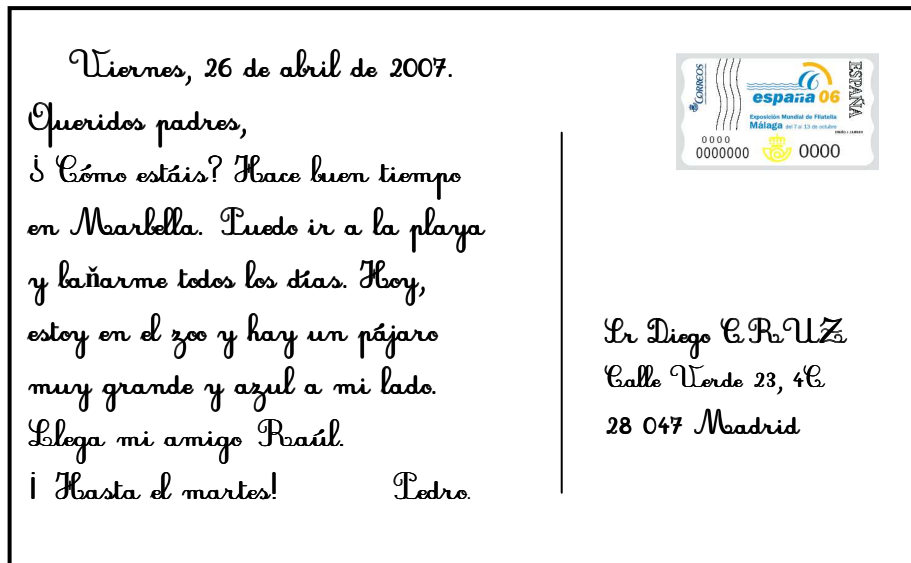 Viernes, 26 de abril de 2007.
Queridos padres,
¿ Cómo estáis? Hace buen tiempo
en Marbella. Puedo ir a la playa
y baňarme todos los días. Hoy,
estoy en el zoo y hay un pájaro
muy grande y azul a mi lado.
Llega mi amigo Raúl.
¡ Hasta el martes! Pedro.
CORREOS
españa 06
ESPAÑA
Exposición Mundial de Filatelia
Málaga del 7 al 13 de octubre
0000
0000000 0000
Sr Diego CRUZ
Calle Verde 23, 4C
28 047 Madrid